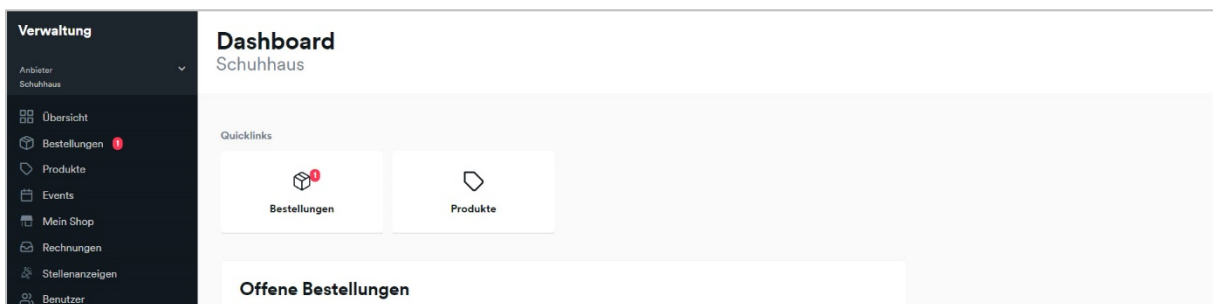 Verwaltung
Anbieter
Schuhhaus
Übersicht
Bestellungen 1
Produkte
Events
Mein Shop
Rechnungen
Stellenanzeigen
Benutzer
Dashboard
Schuhhaus
Quicklinks
1
Bestellungen
Produkte
Offene Bestellungen